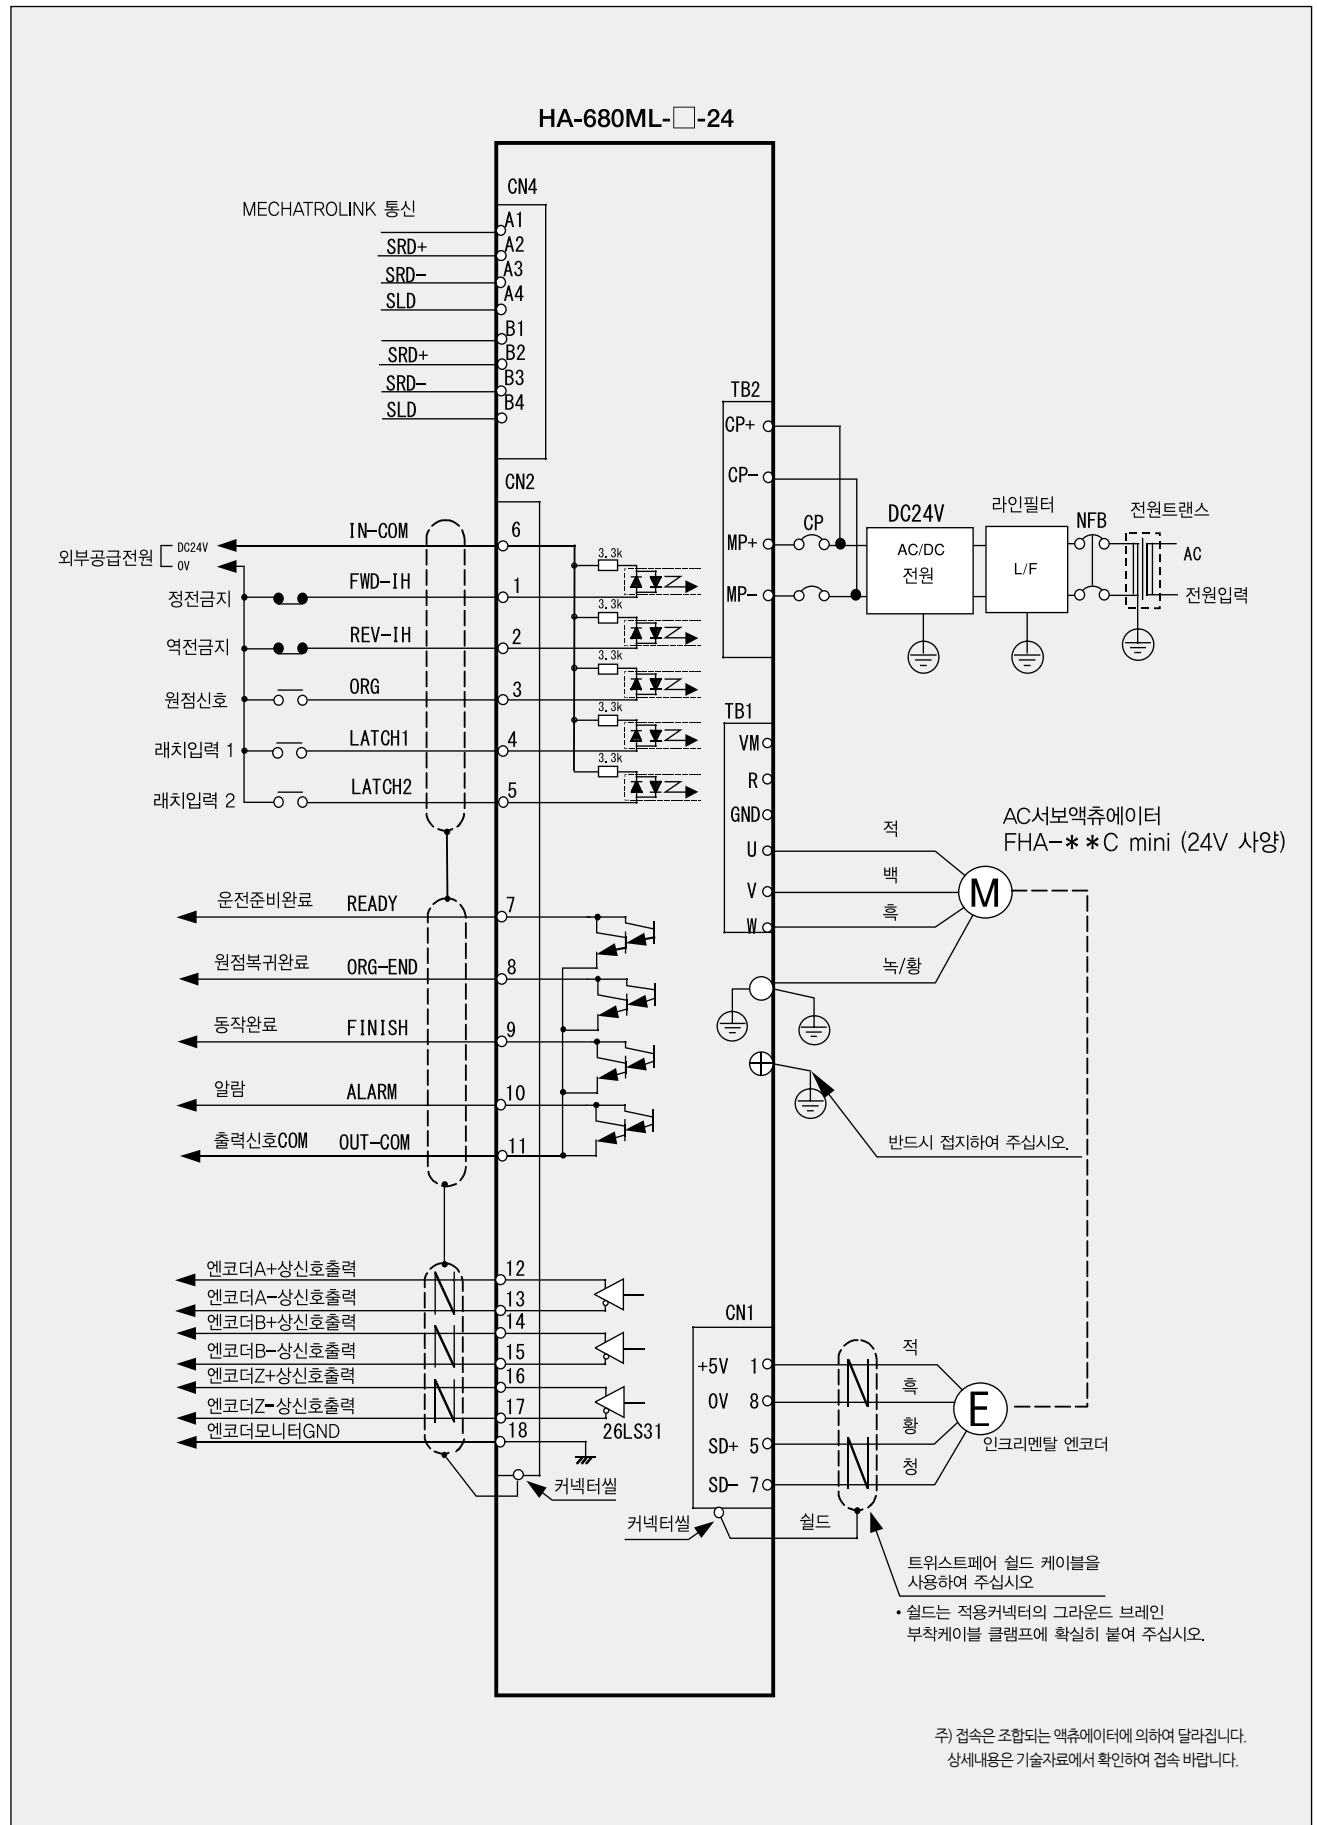 HA-680ML-□-24
CN4
MECHATROLINK 통신
A1
SRD+ A2
SRD- A3
SLD A4
B1
SRD+ B2
SRD- B3
SLD B4
CN2
외부공급전원 DC24V IN-COM 6
0V
정전금지 FWD-IH 1
역전금지 REV-IH 2
원점신호 ORG 3
래치입력 1 LATCH1 4
래치입력 2 LATCH2 5
3.3k
3.3k
3.3k
3.3k
3.3k
운전준비완료 READY 7
원점복귀완료 ORG-END 8
동작완료 FINISH 9
알람 ALARM 10
출력신호COM OUT-COM 11
엔코더A+상신호출력 12
엔코더A-상신호출력 13
엔코더B+상신호출력 14
엔코더B-상신호출력 15
엔코더Z+상신호출력 16
엔코더Z-상신호출력 17
엔코더모니터GND 18
26LS31
커넥터씰
TB2
CP+
CP-
MP+
MP-
CP
DC24V
AC/DC
전원
라인필터
L/F
NFB
전원트랜스
AC
전원입력
TB1
VM
R
GND
U 적
V 백
W 흑
녹/황
M
AC서보액츄에이터
FHA-**C mini (24V 사양)
반드시 접지하여 주십시오.
CN1
+5V 1 적
0V 8 흑
SD+ 5 황
SD- 7 청
E
인크리멘탈 엔코더
커넥터씰
쉴드
트위스트페어 쉴드 케이블을
사용하여 주십시오
• 쉴드는 적용커넥터의 그라운드 브레인
부착케이블 클램프에 확실히 붙여 주십시오.
주) 접속은 조합되는 액츄에이터에 의하여 달라집니다.
상세내용은 기술자료에서 확인하여 접속 바랍니다.